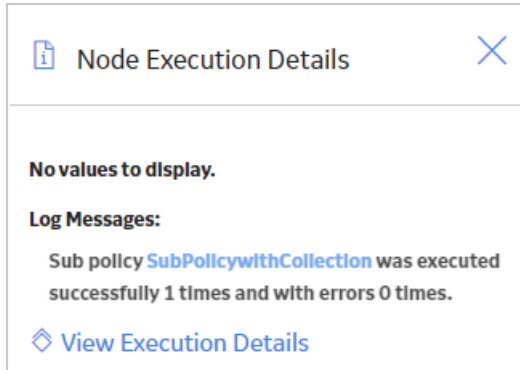 Node Execution Details
No values to display.
Log Messages:
Sub policy SubPolicywithCollection was executed
successfully 1 times and with errors 0 times.
View Execution Details